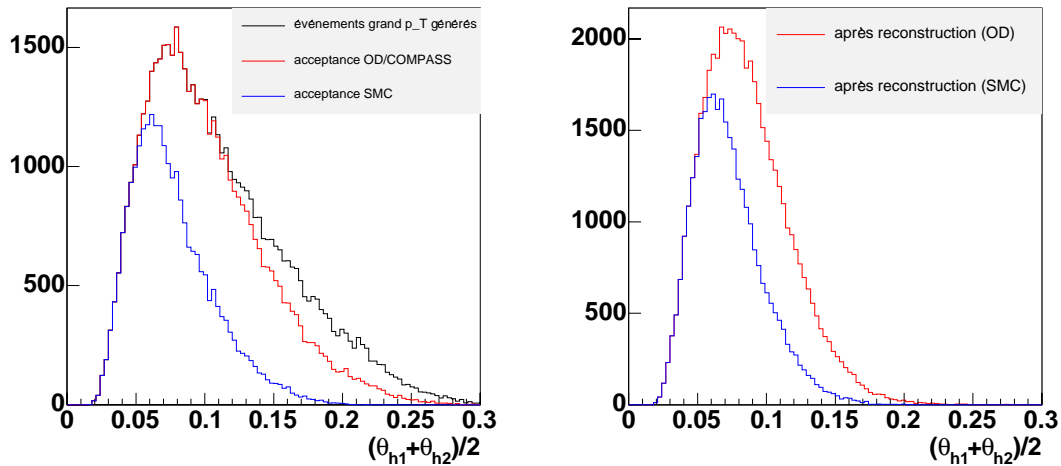 événements grand p_T générés
acceptance OD/COMPASS
acceptance SMC
1500
1000
500
0
0 0.05 0.1 0.15 0.2 0.25 0.3
(θh1+θh2)/2
après reconstruction (OD)
après reconstruction (SMC)
2000
1500
1000
500
0
0 0.05 0.1 0.15 0.2 0.25 0.3
(θh1+θh2)/2